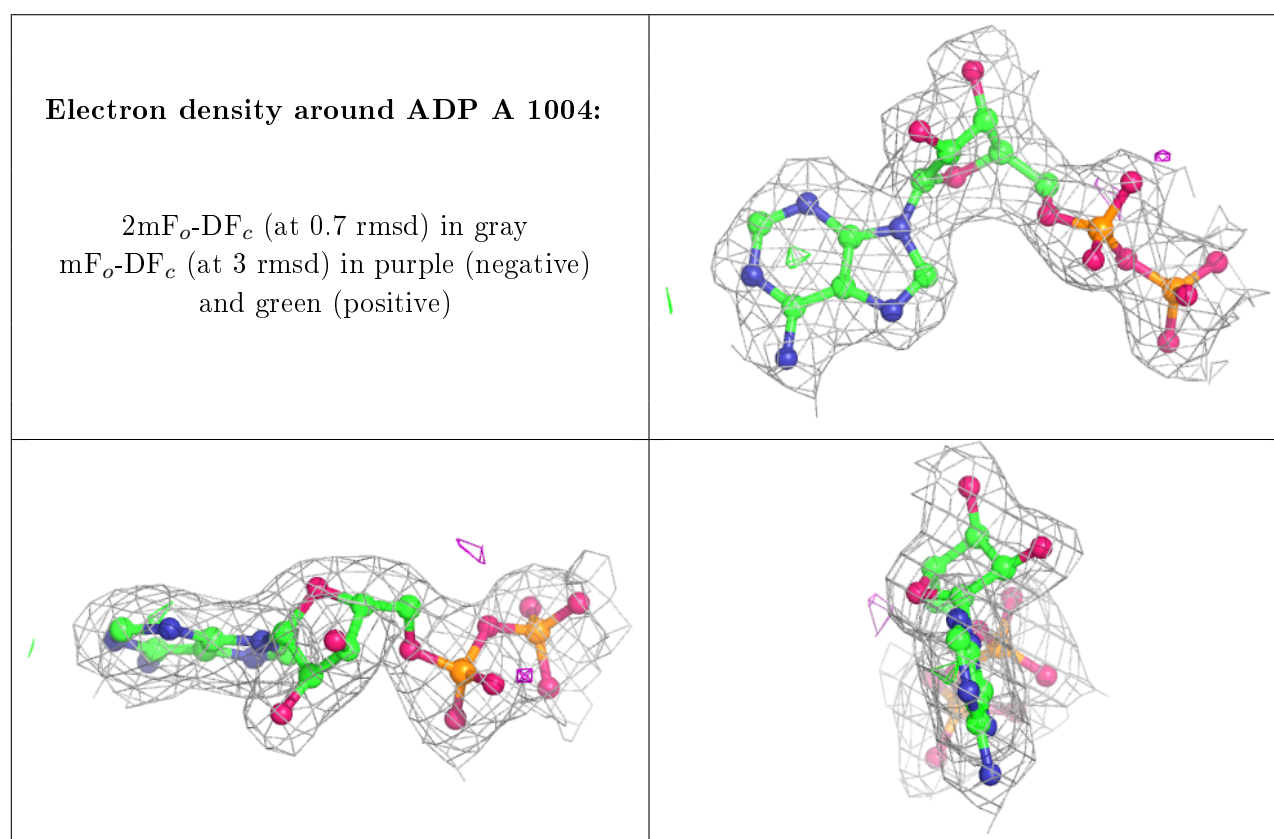 Electron density around ADP A 1004:
2mFₒ-DF𝒸 (at 0.7 rmsd) in gray
mFₒ-DF𝒸 (at 3 rmsd) in purple (negative)
and green (positive)